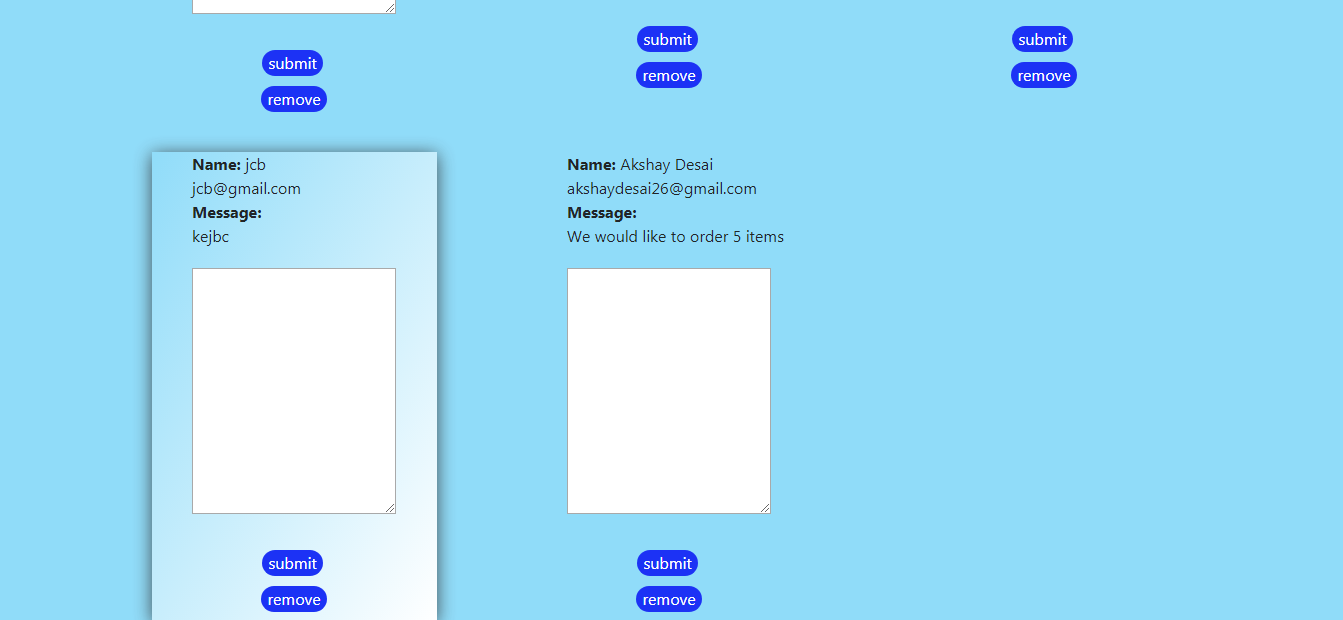 submit
submit
submit
remove
remove
remove
Name: jcb
jcb@gmail.com
Message:
kejbc
submit
remove
Name: Akshay Desai
akshaydesai26@gmail.com
Message:
We would like to order 5 items
submit
remove